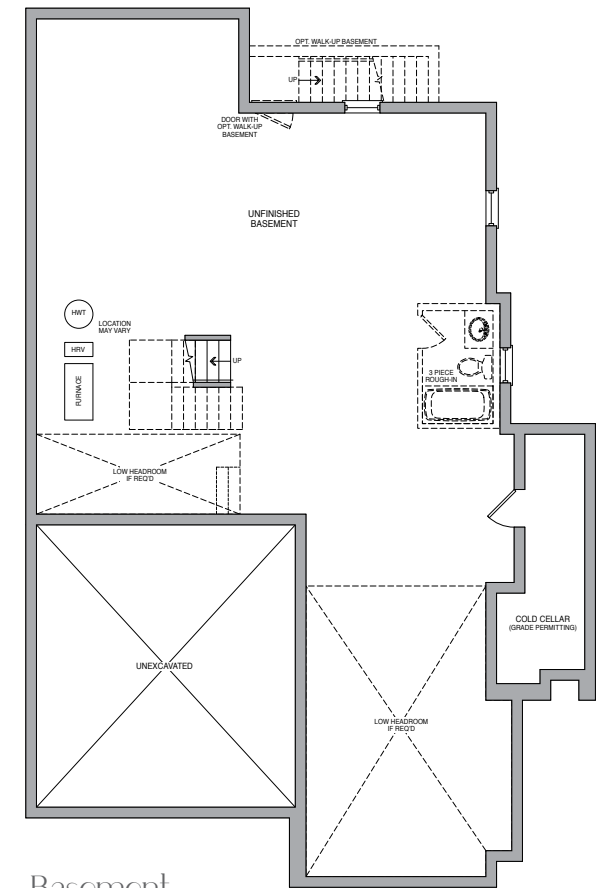 OPT. WALK-UP BASEMENT
UP
DOOR WITH
OPT. WALK-UP
BASEMENT
UNFINISHED
BASEMENT
HWT
LOCATION
MAY VARY
HRV
FURNACE
UP
3 PIECE
ROUGH-IN
LOW HEADROOM
IF REQ'D
UNEXCAVATED
COLD CELLAR
(GRADE PERMITTING)
LOW HEADROOM
IF REQ'D
Basement